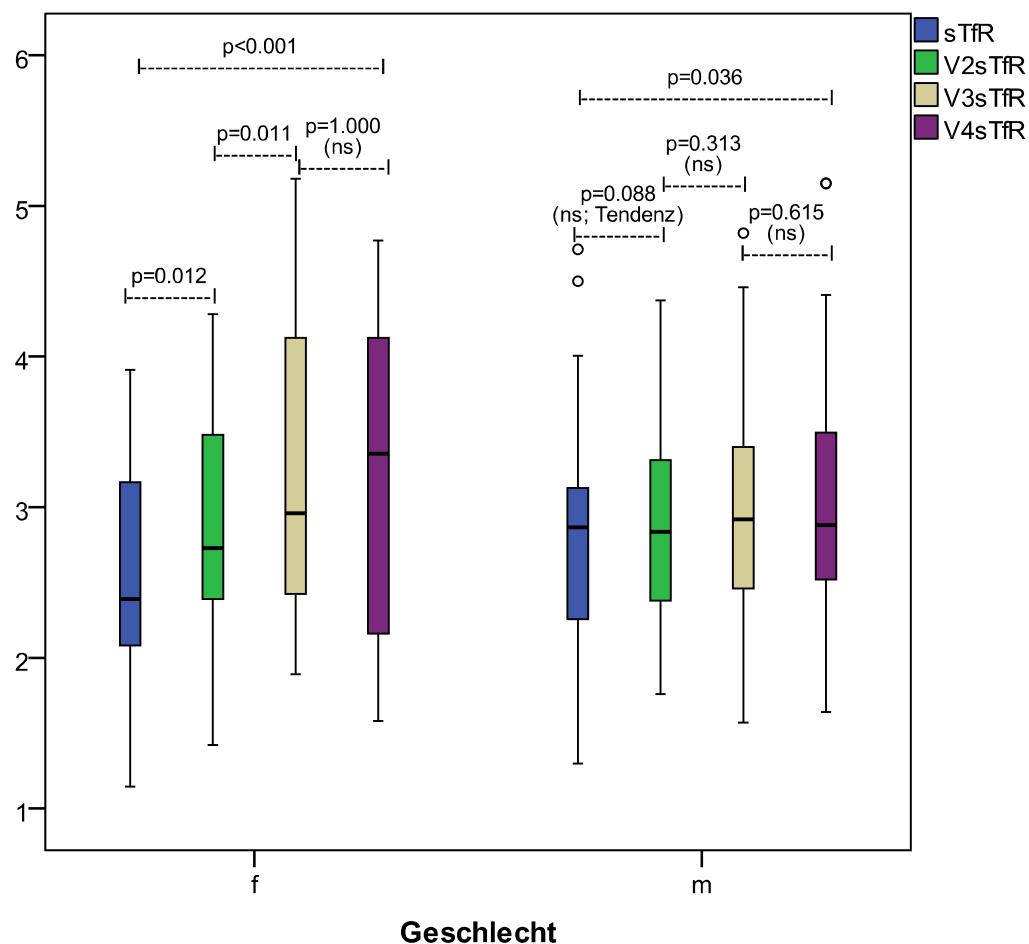 p<0.001
p=0.011
p=1.000
(ns)
p=0.012
p=0.036
p=0.313
(ns)
p=0.088
(ns; Tendenz)
p=0.615
(ns)
sTfR
V2sTfR
V3sTfR
V4sTfR
6
5
4
3
2
1
f
m
Geschlecht